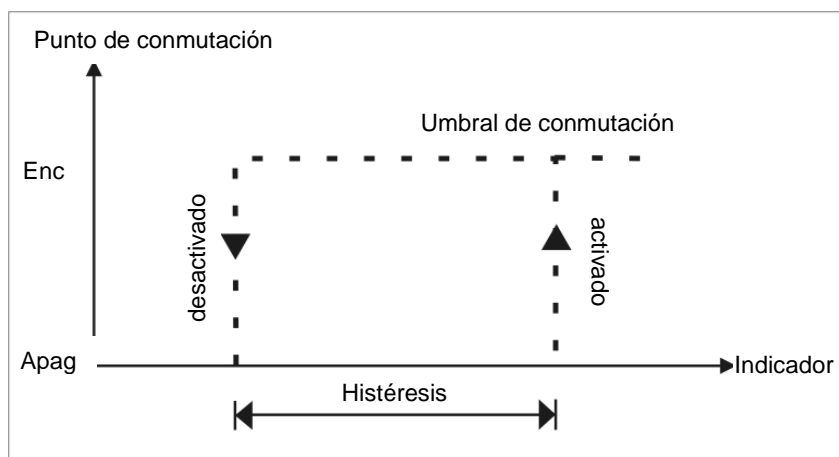 Punto de conmutación
Umbral de conmutación
Enc
desactivado
activado
Apag
Indicador
Histéresis